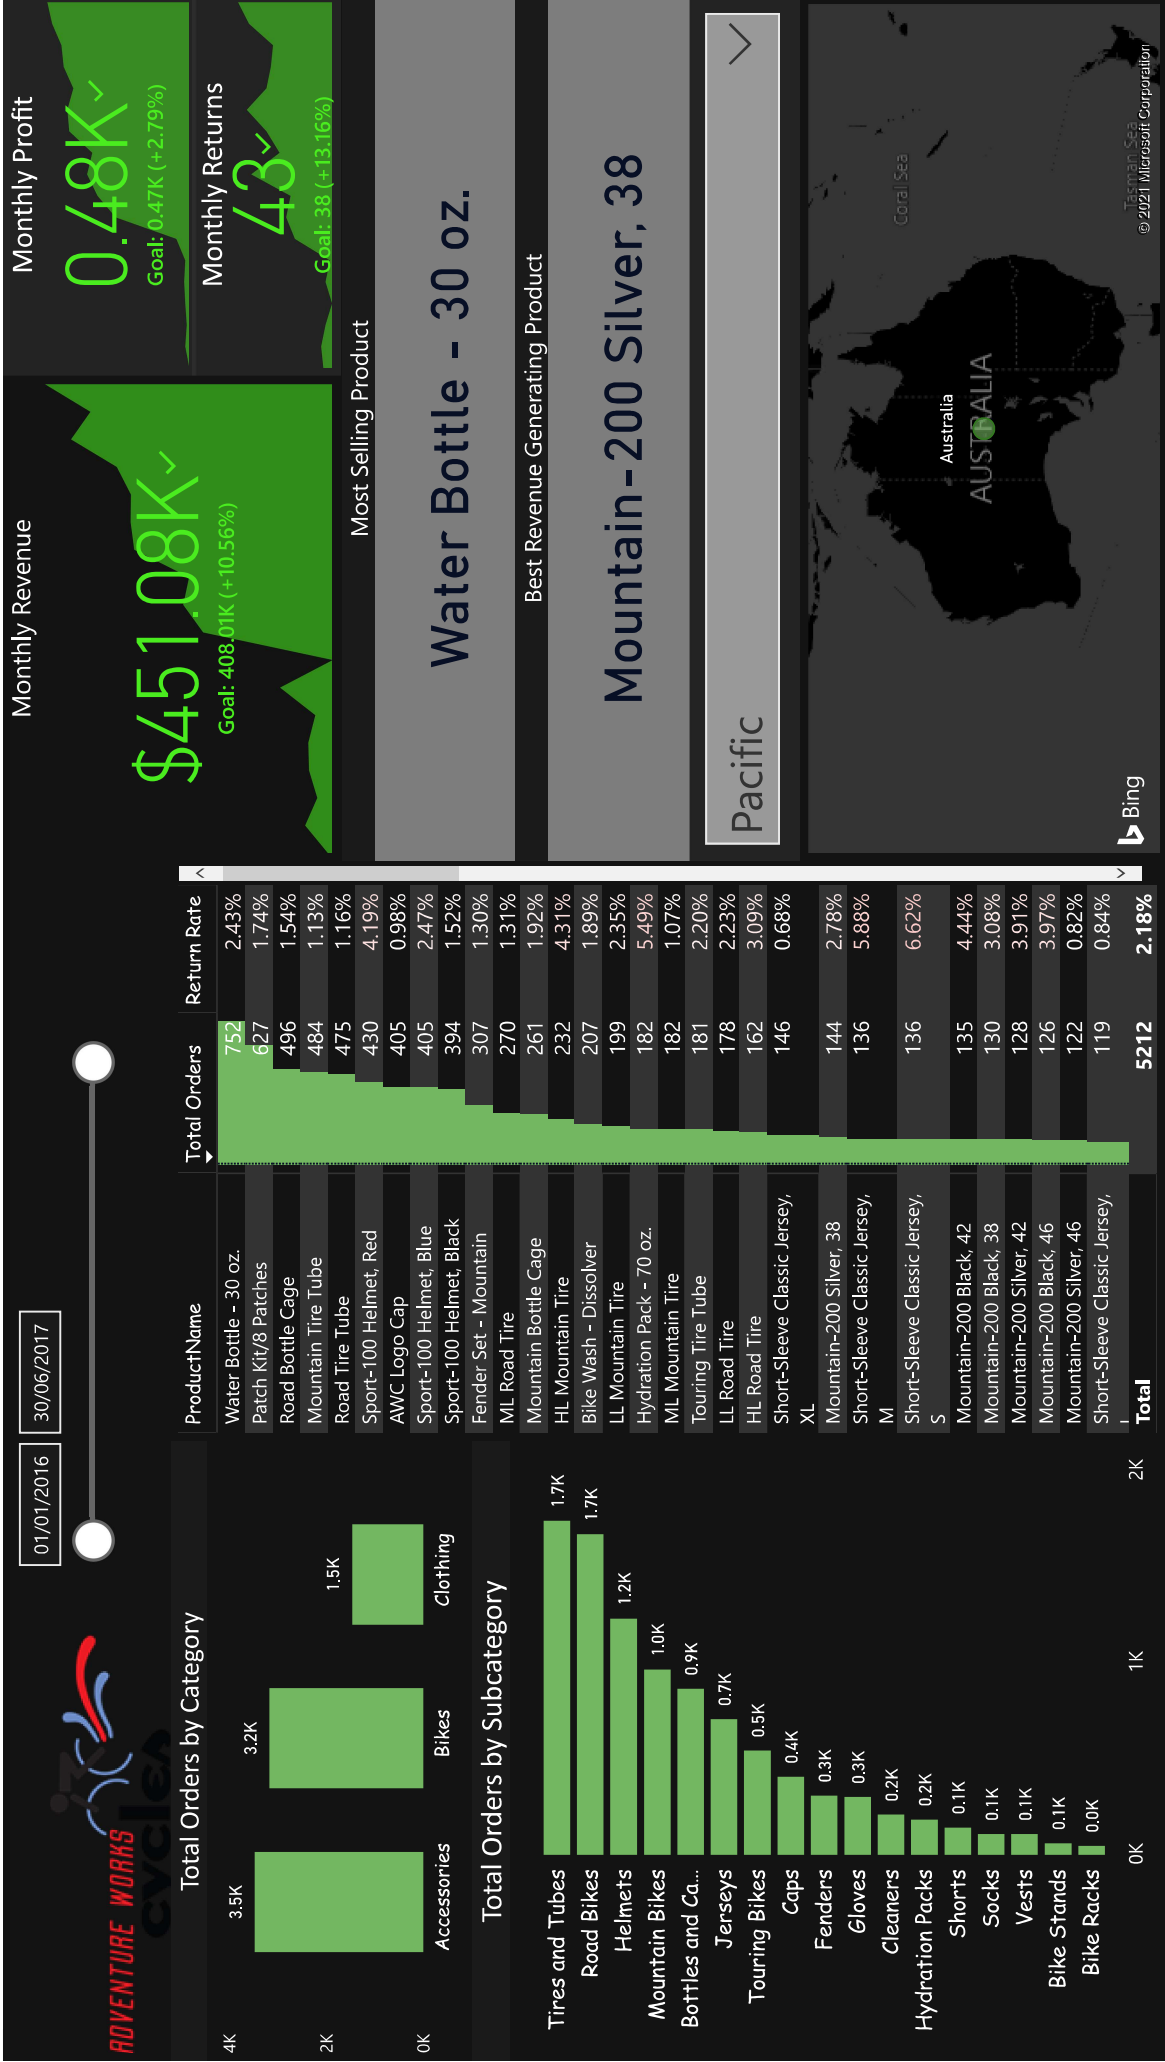 ADVENTURE WORKS
cycles
01/01/2016
30/06/2017
Total Orders by Category
4K
2K
0K
3.5K
3.2K
1.5K
Accessories
Bikes
Clothing
Total Orders by Subcategory
Tires and Tubes 1.7K
Road Bikes 1.7K
Helmets 1.2K
Mountain Bikes 1.0K
Bottles and Ca... 0.9K
Jerseys 0.7K
Touring Bikes 0.5K
Caps 0.4K
Fenders 0.3K
Gloves 0.3K
Cleaners 0.2K
Hydration Packs 0.2K
Shorts 0.1K
Socks 0.1K
Vests 0.1K
Bike Stands 0.1K
Bike Racks 0.0K
0K 1K 2K
ProductName Total Orders Return Rate
Water Bottle - 30 oz. 752 2.43%
Patch Kit/8 Patches 627 1.74%
Road Bottle Cage 496 1.54%
Mountain Tire Tube 484 1.13%
Road Tire Tube 475 1.16%
Sport-100 Helmet, Red 430 4.19%
AWC Logo Cap 405 0.98%
Sport-100 Helmet, Blue 405 2.47%
Sport-100 Helmet, Black 394 1.52%
Fender Set - Mountain 307 1.30%
ML Road Tire 270 1.31%
Mountain Bottle Cage 261 1.92%
HL Mountain Tire 232 4.31%
Bike Wash - Dissolver 207 1.89%
LL Mountain Tire 199 2.35%
Hydration Pack - 70 oz. 182 5.49%
ML Mountain Tire 182 1.07%
Touring Tire Tube 181 2.20%
LL Road Tire 178 2.23%
HL Road Tire 162 3.09%
Short-Sleeve Classic Jersey, 146 0.68%
XL
Mountain-200 Silver, 38 144 2.78%
Short-Sleeve Classic Jersey, 136 5.88%
M
Short-Sleeve Classic Jersey, 136 6.62%
S
Mountain-200 Black, 42 135 4.44%
Mountain-200 Black, 38 130 3.08%
Mountain-200 Silver, 42 128 3.91%
Mountain-200 Black, 46 126 3.97%
Mountain-200 Silver, 46 122 0.82%
Short-Sleeve Classic Jersey, 119 0.84%
Total 5212 2.18%
Monthly Revenue
$451.08K
Goal: 408.01K (+10.56%)
Monthly Profit
0.48K
Goal: 0.47K (+2.79%)
Monthly Returns
43
Goal: 38 (+13.16%)
Most Selling Product
Water Bottle - 30 oz.
Best Revenue Generating Product
Mountain-200 Silver, 38
Pacific
Coral Sea
Australia
AUSTRALIA
Tasman Sea
Bing
© 2021 Microsoft Corporation